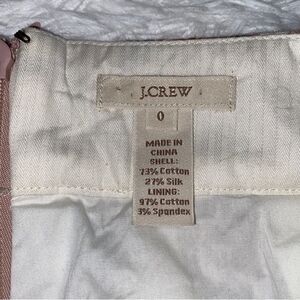 J.CREW
0
MADE IN
CHINA
SHELL:
73% Cotton
27% Silk
LINING:
97% Cotton
3% Spandex